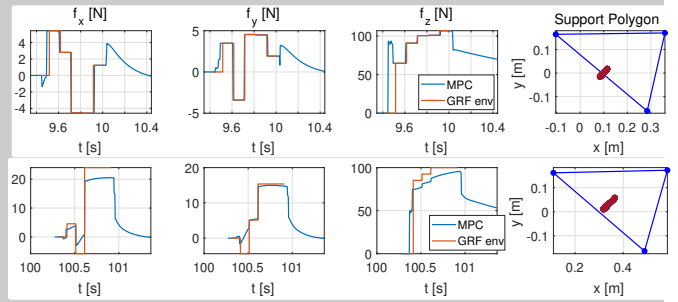 f_x [N]
f_y [N]
f_z [N]
Support Polygon
4
2
0
-2
-4
9.6
10
10.4
t [s]
5
0
-5
9.6
10
10.4
t [s]
100
50
0
MPC
GRF env
9.6
10
10.4
t [s]
y [m]
0.1
0
-0.1
-0.1
0
0.1
0.2
0.3
x [m]
20
10
0
100
100.5
101
t [s]
20
10
0
100
100.5
101
t [s]
100
50
0
MPC
GRF env
100
100.5
101
t [s]
y [m]
0.1
0
-0.1
0.2
0.4
x [m]